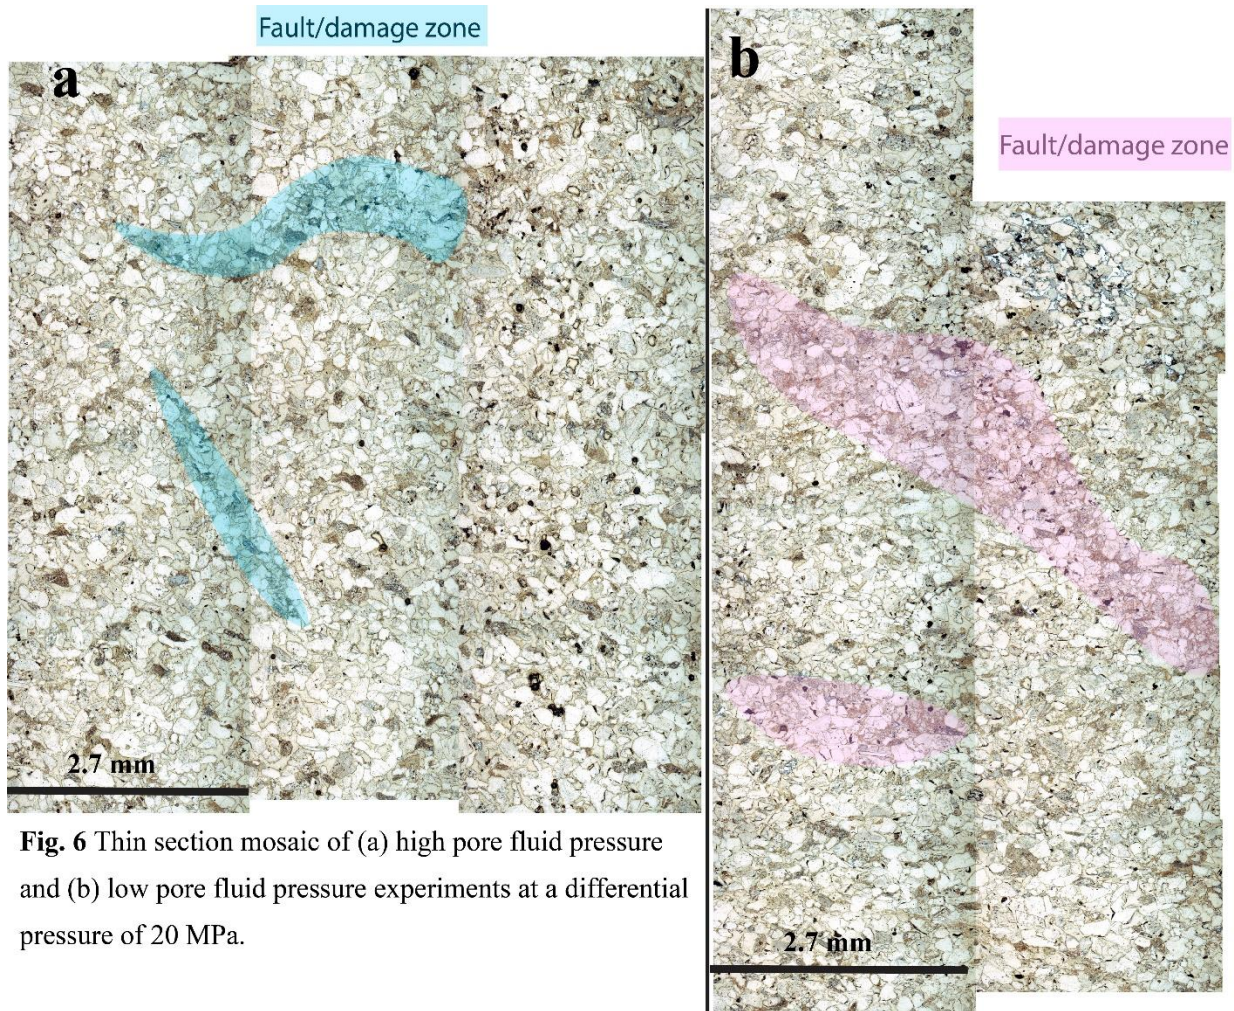 Fault/damage zone
a
2.7 mm
b
Fault/damage zone
2.7 mm
Fig. 6 Thin section mosaic of (a) high pore fluid pressure
and (b) low pore fluid pressure experiments at a differential
pressure of 20 MPa.